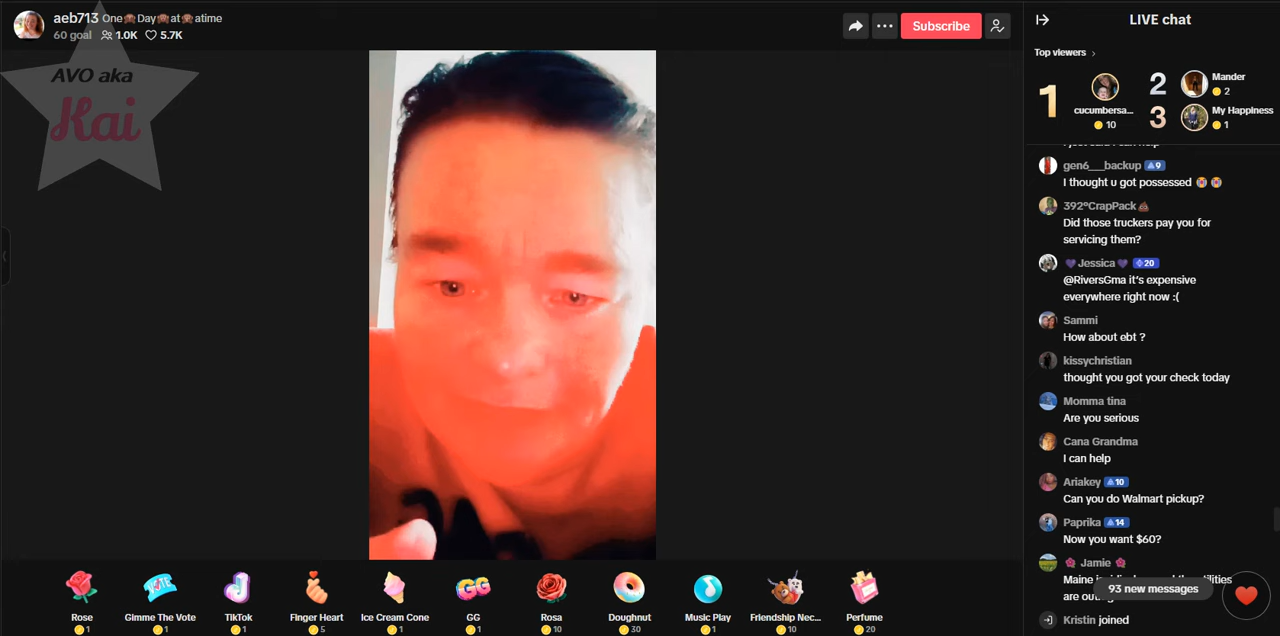 aeb713 One🙈Day🙈at🙈atime
60 goal 1.0K 5.7K
Subscribe
AVO aka
Kai
LIVE chat
Top viewers >
1
cucumbersa...
10
2
Mander
2
3
My Happiness
1
gen6__backup 9
I thought u got possessed 😭 😭
392°CrapPack💩
Did those truckers pay you for
servicing them?
💜Jessica💜 20
@RiversGma it's expensive
everywhere right now :(
Sammi
How about ebt ?
kissychristian
thought you got your check today
Momma tina
Are you serious
Cana Grandma
I can help
Ariakey 10
Can you do Walmart pickup?
Paprika 14
Now you want $60?
🌺 Jamie 🌺
Maine
are
93 new messages
Kristin joined
Rose
1
Gimme The Vote
1
TikTok
1
Finger Heart
5
Ice Cream Cone
1
GG
1
Rosa
10
Doughnut
30
Music Play
1
Friendship Nec...
10
Perfume
20